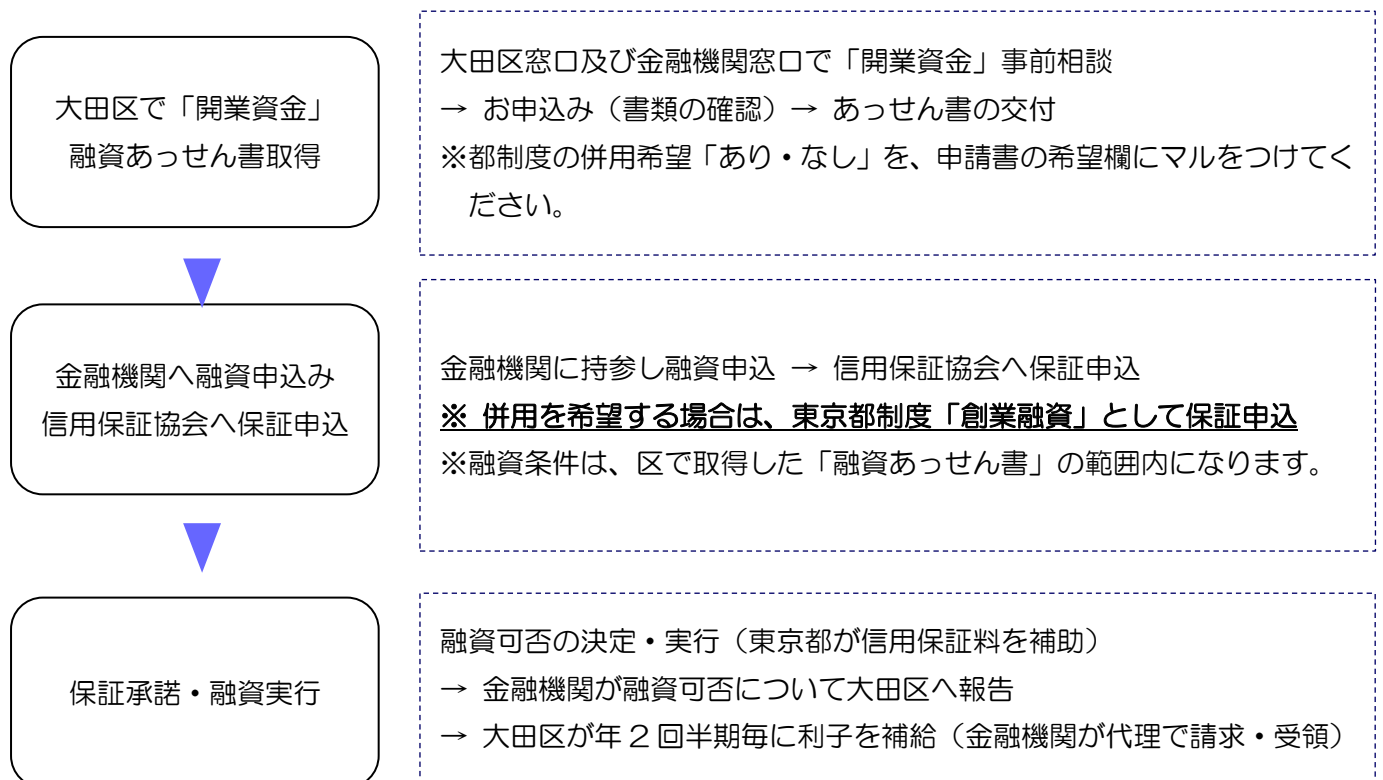 大田区で「開業資金」
融資あっせん書取得
大田区窓口及び金融機関窓口で「開業資金」事前相談
→ お申込み（書類の確認）→ あっせん書の交付
※都制度の併用希望「あり・なし」を、申請書の希望欄にマルをつけてく
ださい。
金融機関へ融資申込み
信用保証協会へ保証申込
金融機関に持参し融資申込 → 信用保証協会へ保証申込
※ 併用を希望する場合は、東京都制度「創業融資」として保証申込
※融資条件は、区で取得した「融資あっせん書」の範囲内になります。
保証承諾・融資実行
融資可否の決定・実行（東京都が信用保証料を補助）
→ 金融機関が融資可否について大田区へ報告
→ 大田区が年２回半期毎に利子を補給（金融機関が代理で請求・受領）